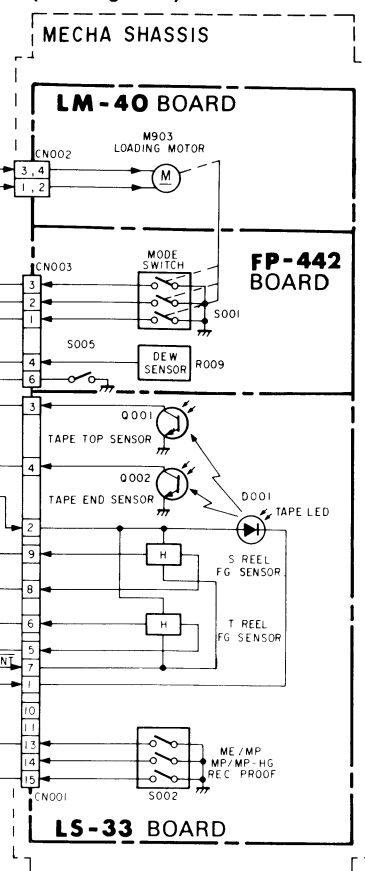 MECHA SHASSIS
LM-40 BOARD
M903
LOADING MOTOR
CN002
3, 4
M
1, 2
MODE
SWITCH
FP-442
BOARD
CN003
3
2
1
S001
S005
4
DEW
SENSOR
R009
6
3
Q001
TAPE TOP SENSOR
4
Q002
TAPE END SENSOR
D001
TAPE LED
2
9
H
S REEL
FG SENSOR
8
6
H
T REEL
FG SENSOR
5
NT
7
1
10
11
13
14
15
ME/MP
MP/MP-HG
REC PROOF
CN001
S002
LS-33 BOARD